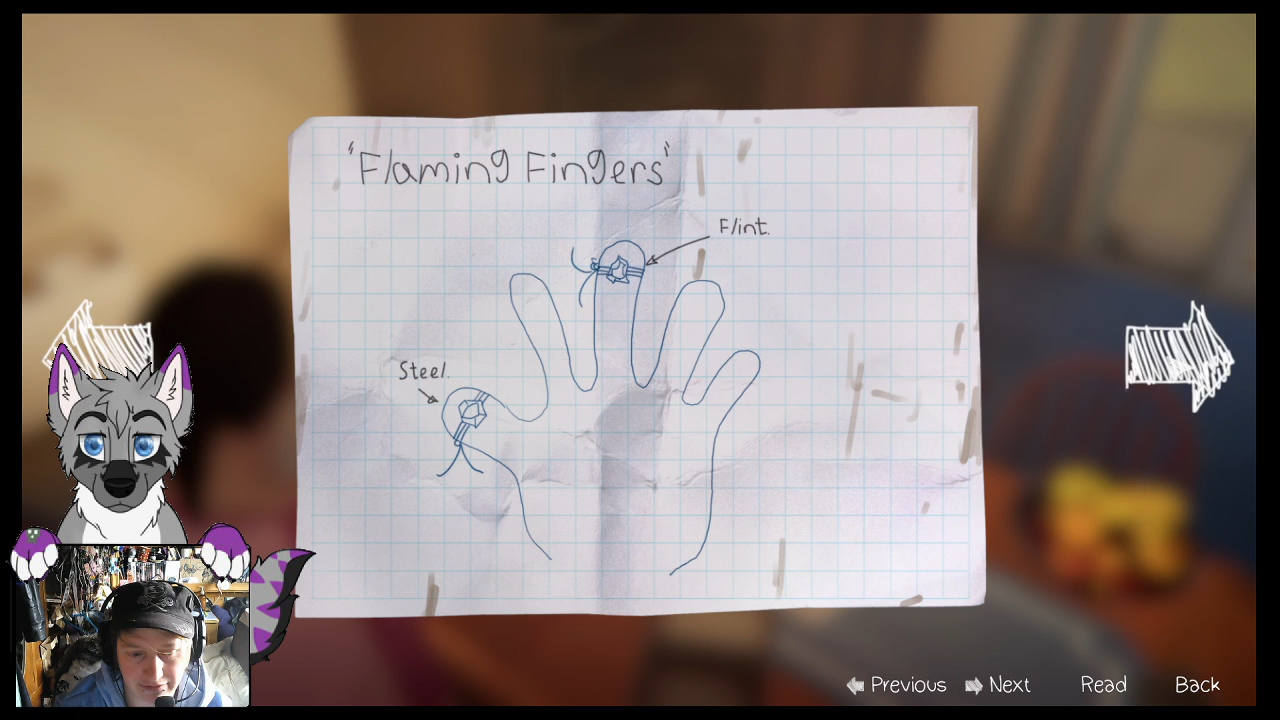 'Flaming Fingers'
Flint.
Steel.
Previous
Next
Read
Back